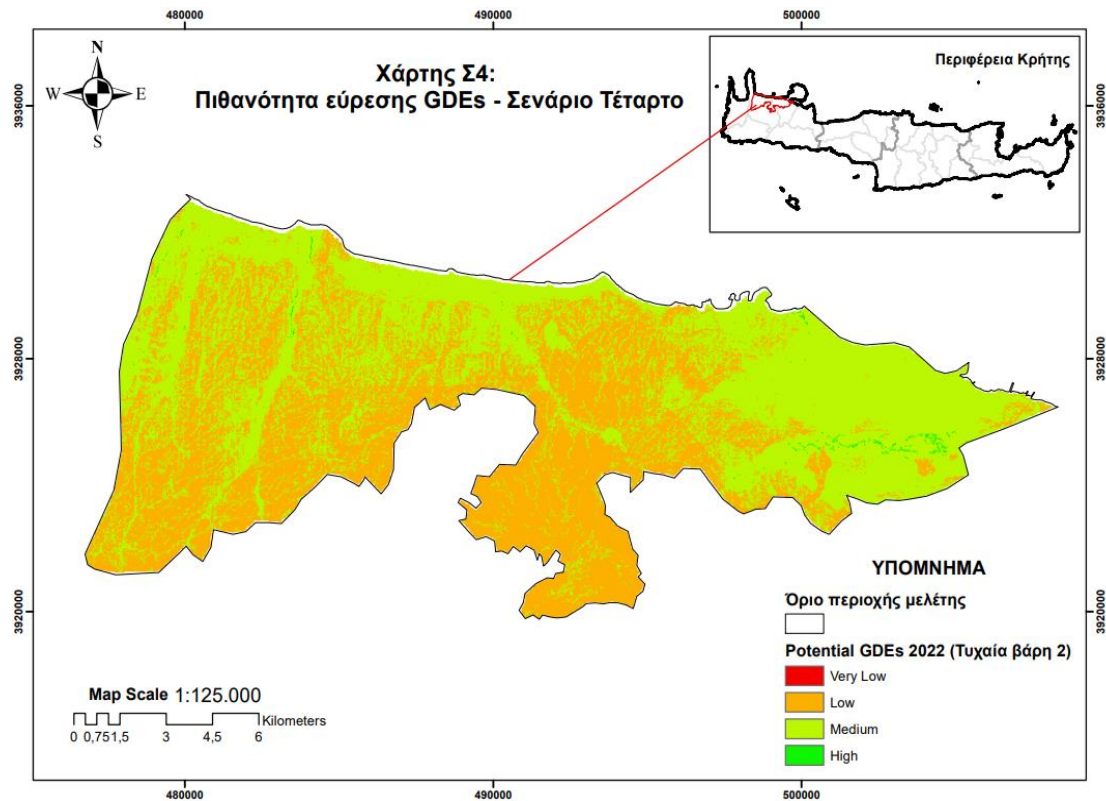 480000
490000
500000
N
W
E
S
Χάρτης Σ4:
Πιθανότητα εύρεσης GDEs - Σενάριο Τέταρτο
Περιφέρεια Κρήτης
3936000
3936000
3928000
3928000
3920000
3920000
ΥΠΟΜΝΗΜΑ
Όριο περιοχής μελέτης
Potential GDEs 2022 (Τυχαία βάρη 2)
Very Low
Low
Medium
High
Map Scale 1:125.000
Kilometers
0 0,75 1,5 3 4,5 6
480000
490000
500000